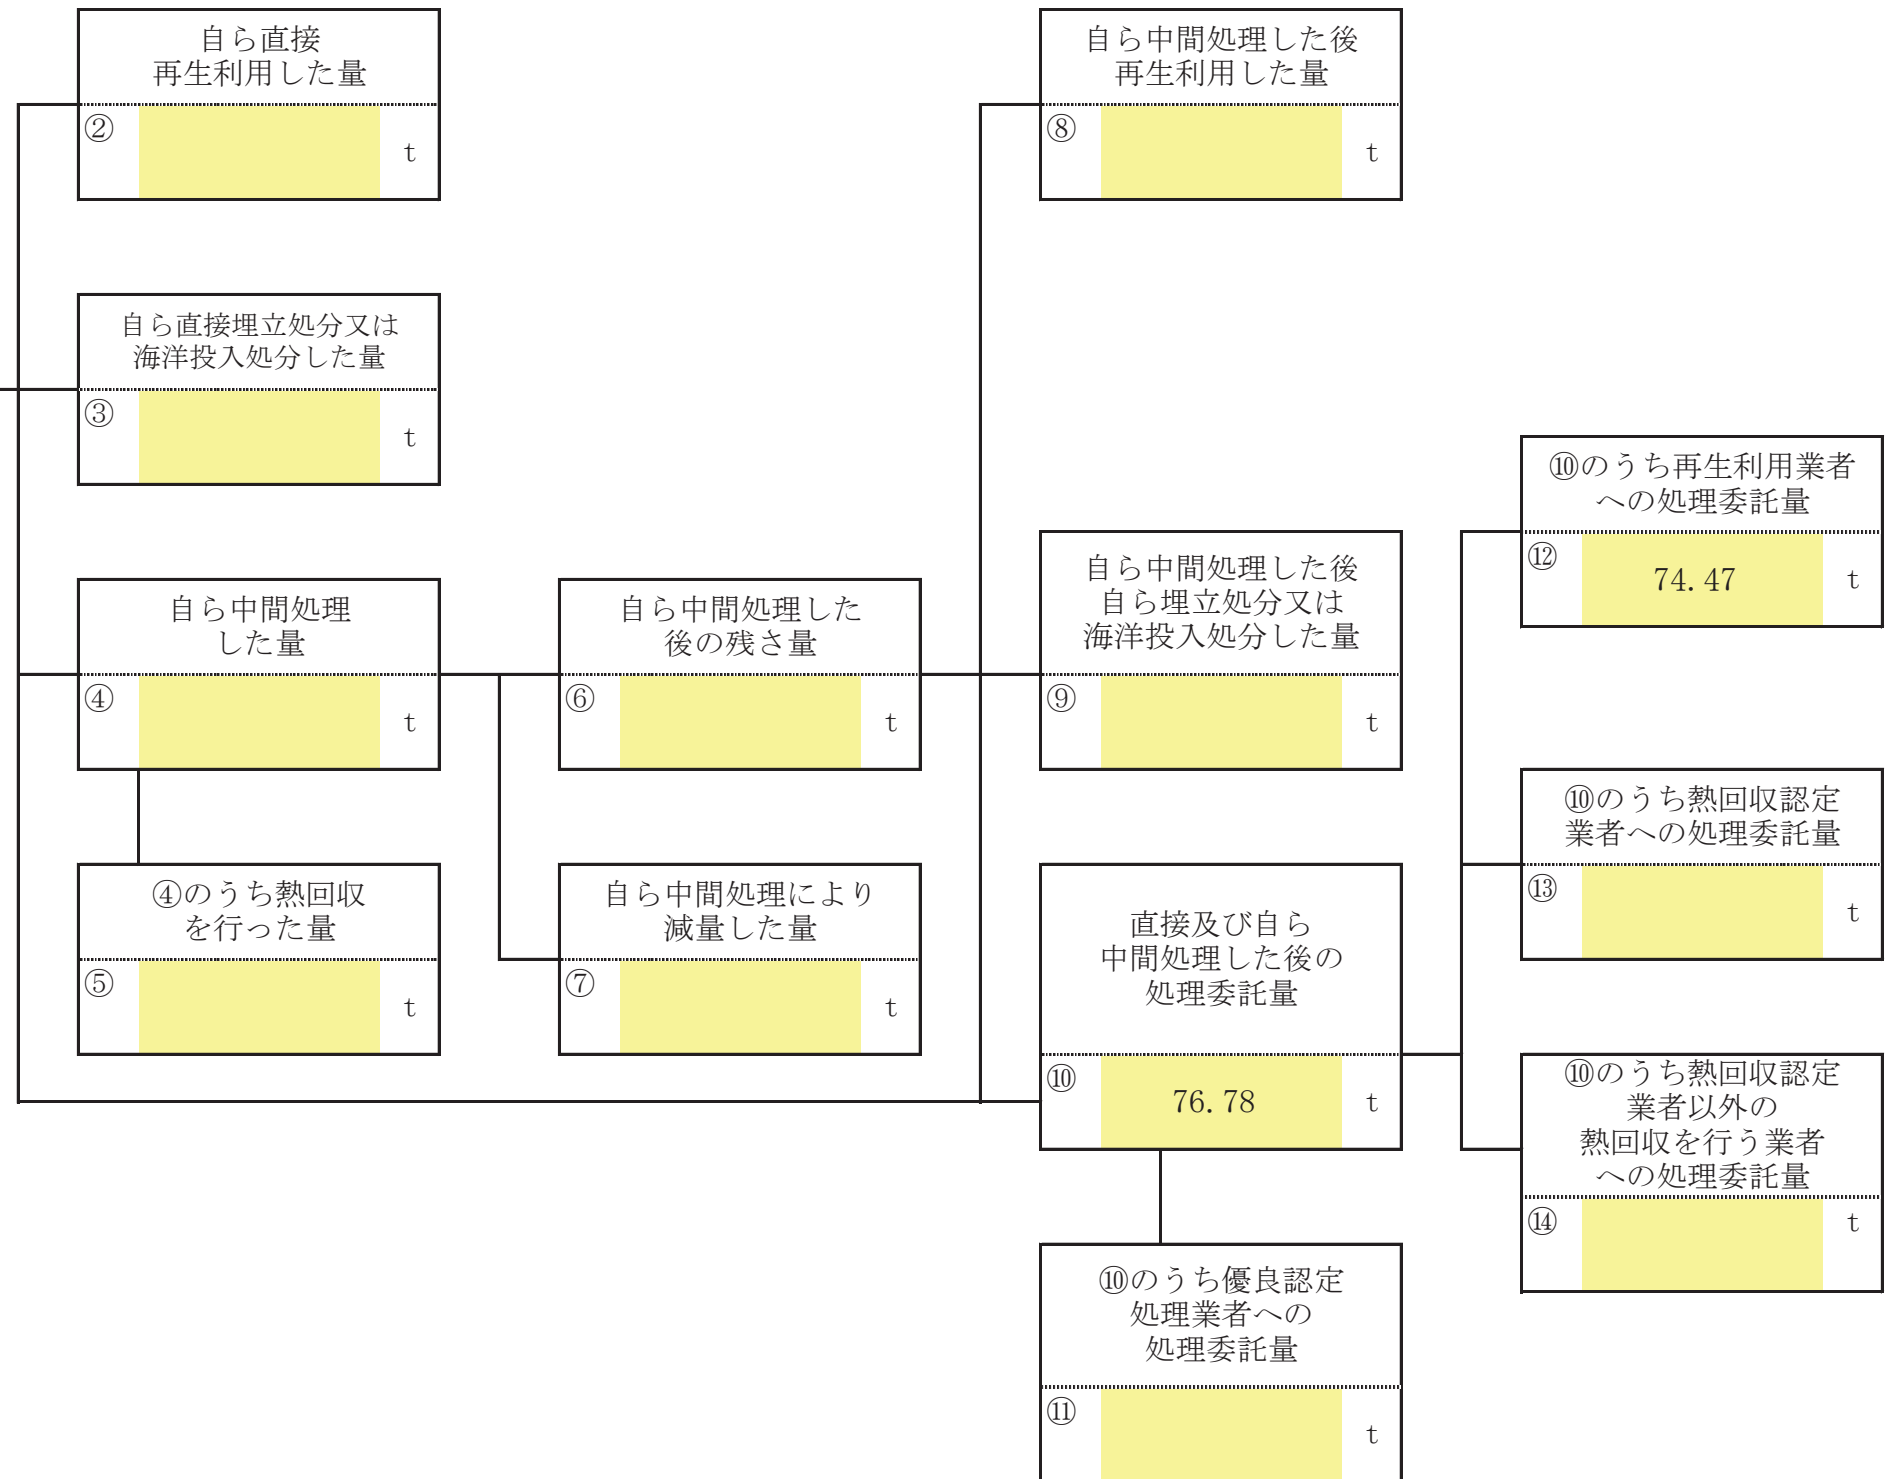 自ら直接
再生利用した量
②
t
自ら中間処理した後
再生利用した量
⑧
t
自ら直接埋立処分又は
海洋投入処分した量
③
t
⑩のうち再生利用業者
への処理委託量
⑫
74.47
t
自ら中間処理
した量
④
t
自ら中間処理した
後の残さ量
⑥
t
自ら中間処理した後
自ら埋立処分又は
海洋投入処分した量
⑨
t
⑩のうち熱回収認定
業者への処理委託量
⑬
t
④のうち熱回収
を行った量
⑤
t
自ら中間処理により
減量した量
⑦
t
直接及び自ら
中間処理した後の
処理委託量
⑩
76.78
t
⑩のうち熱回収認定
業者以外の
熱回収を行う業者
への処理委託量
⑭
t
⑩のうち優良認定
処理業者への
処理委託量
⑪
t